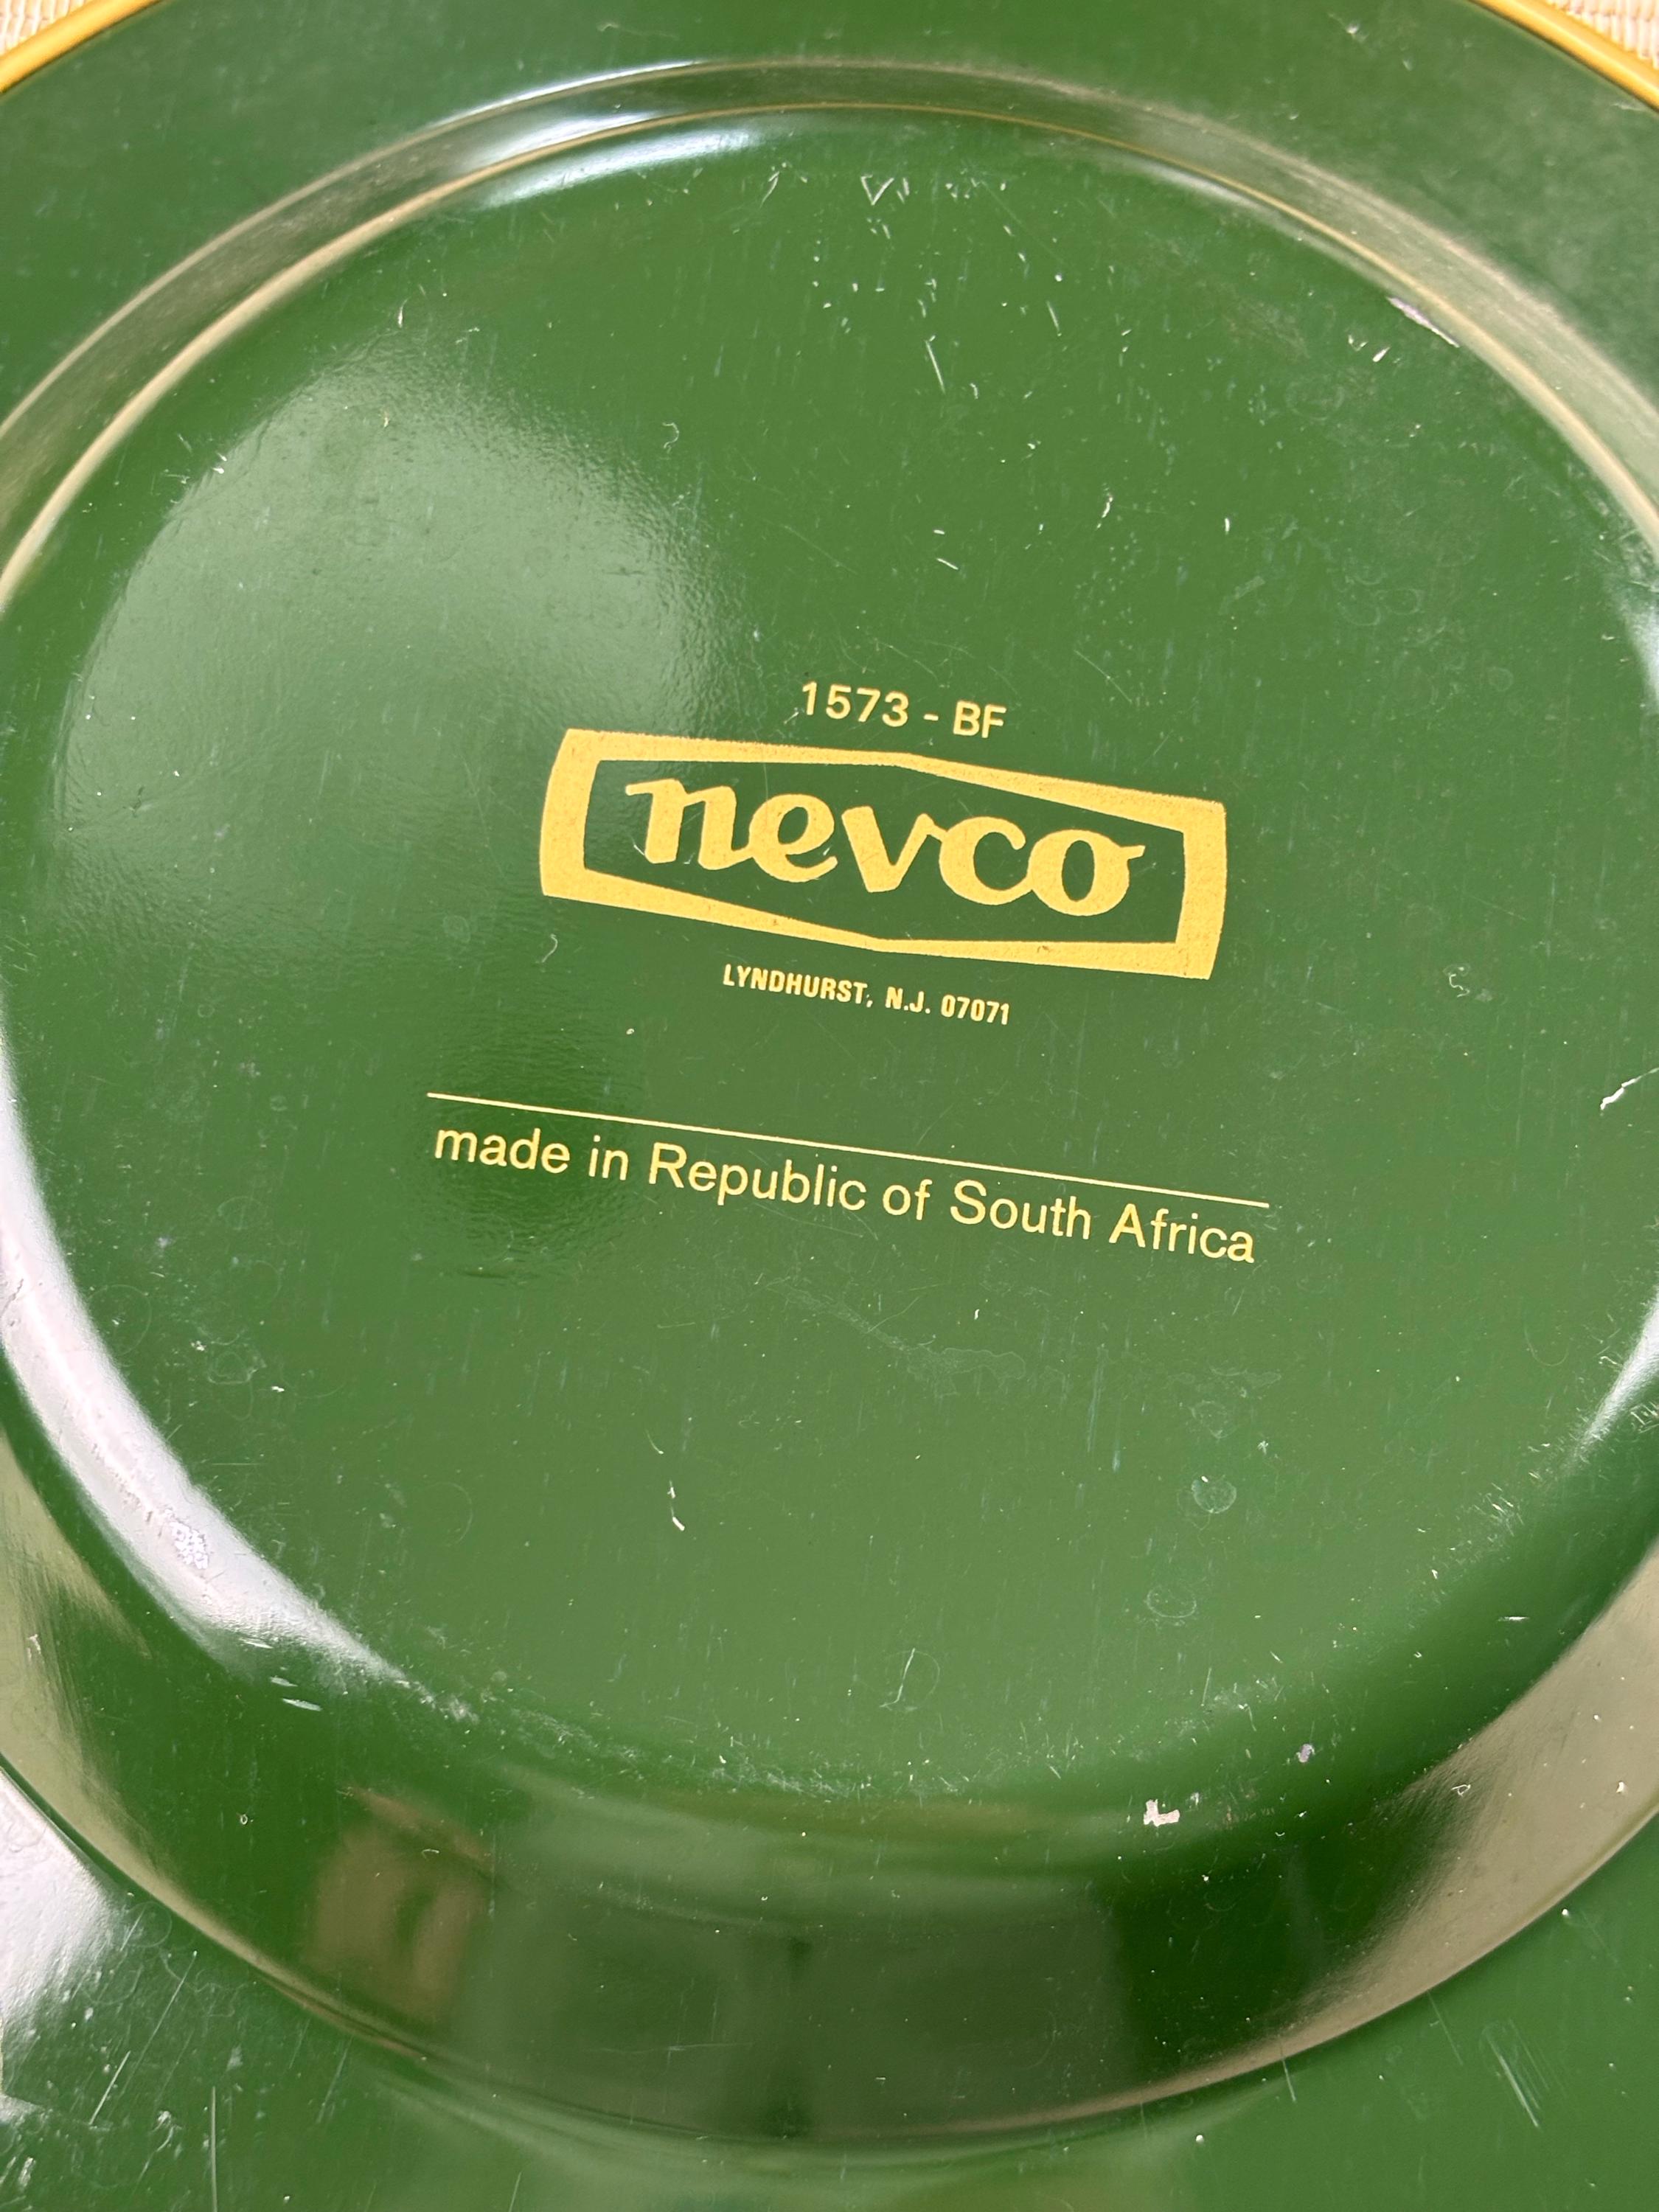 1573 - BF
nevco
LYNDHURST, N.J. 07071
made in Republic of South Africa